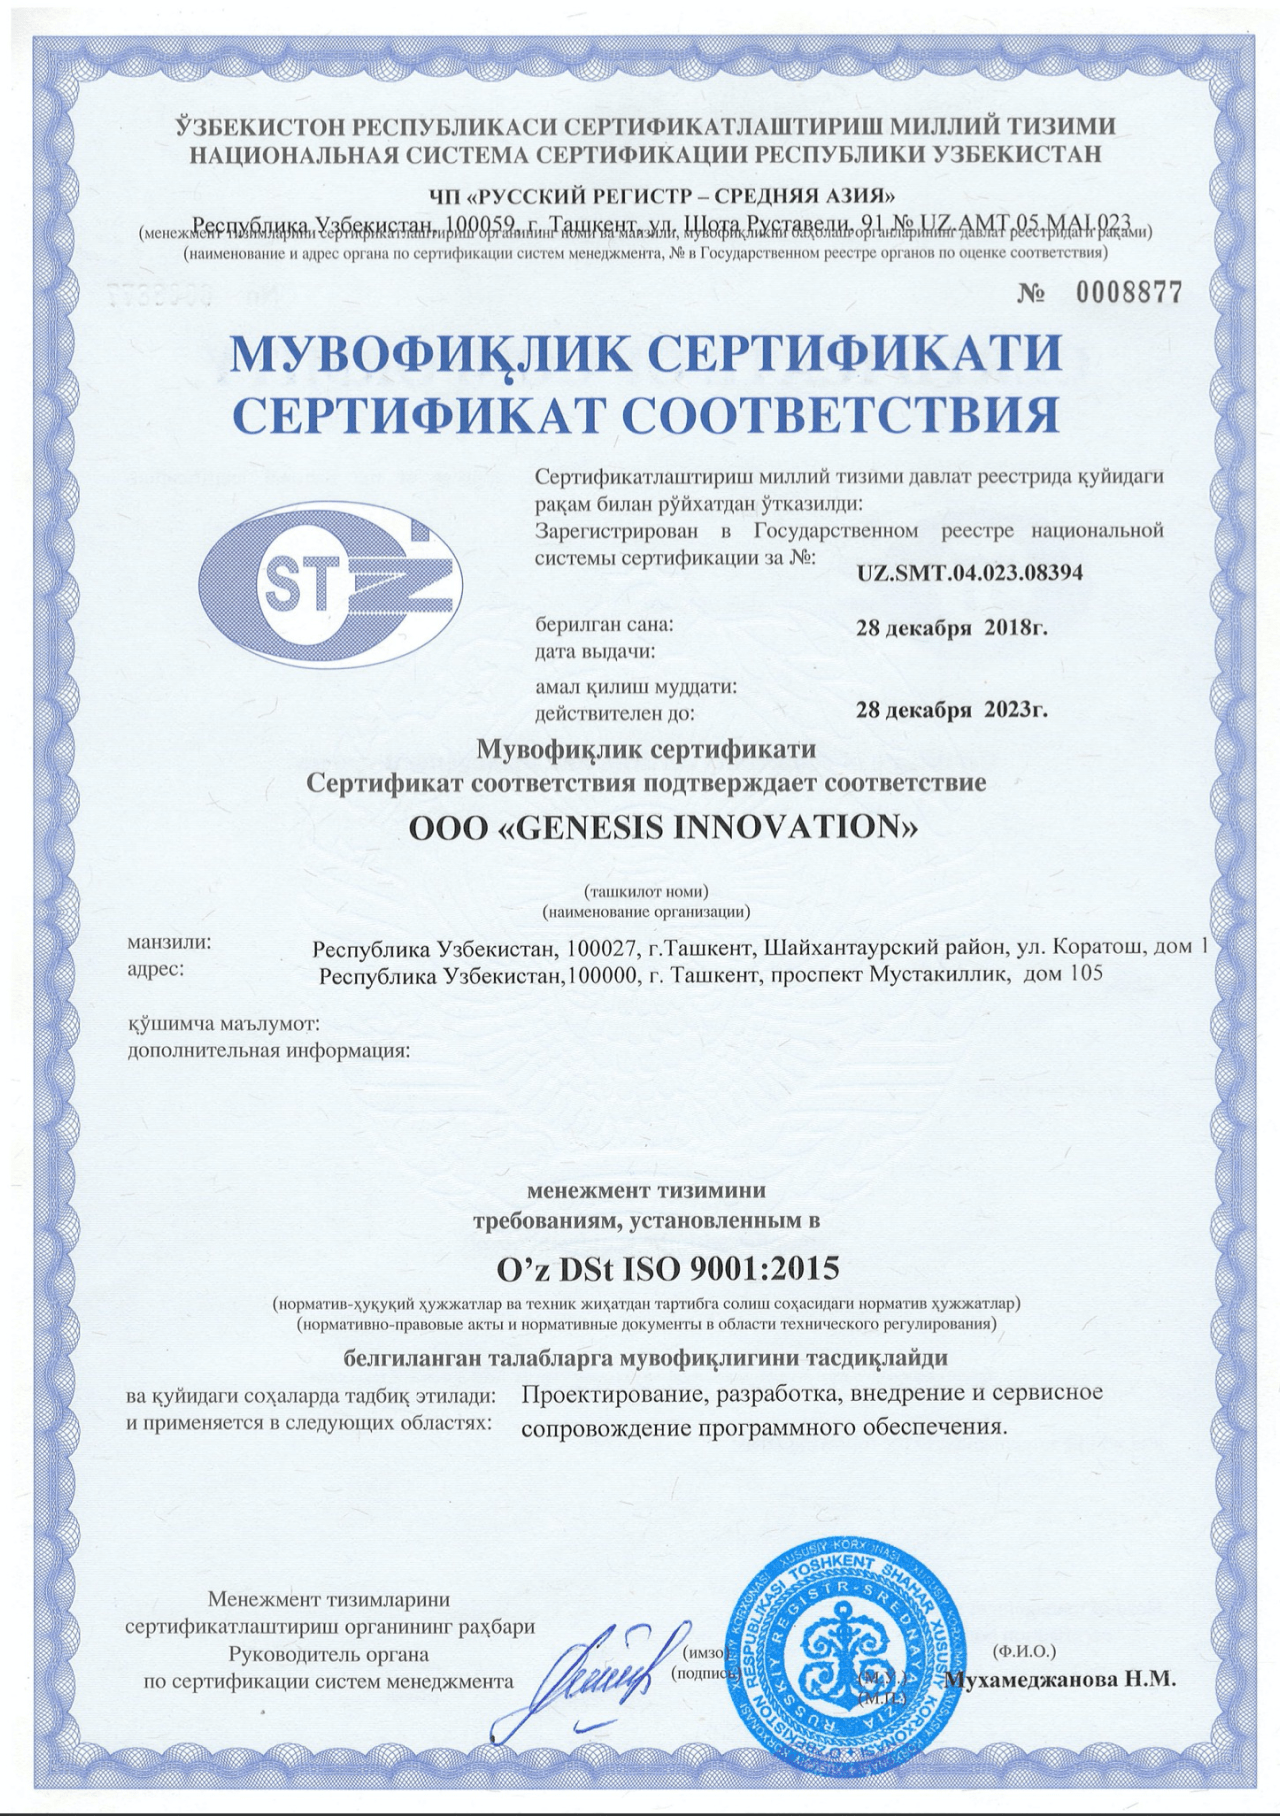 ЎЗБЕКИСТОН РЕСПУБЛИКАСИ СЕРТИФИКАТЛАШТИРИШ МИЛЛИЙ ТИЗИМИ
НАЦИОНАЛЬНАЯ СИСТЕМА СЕРТИФИКАЦИИ РЕСПУБЛИКИ УЗБЕКИСТАН
ЧП «РУССКИЙ РЕГИСТР – СРЕДНЯЯ АЗИЯ»
Республика Узбекистан, 100059, г. Ташкент, ул. Шота Руставели, 91 № UZ.AMT.05.MAI.023
(менежмент тизимларини сертификатлаштириш органининг номи ва манзили, мувофиқликни баҳолаш органларининг давлат реестридаги рақами)
(наименование и адрес органа по сертификации систем менеджмента, № в Государственном реестре органов по оценке соответствия)
№ 0008877
МУВОФИҚЛИК СЕРТИФИКАТИ
СЕРТИФИКАТ СООТВЕТСТВИЯ
ST
Сертификатлаштириш миллий тизими давлат реестрида қуйидаги
рақам билан рўйхатдан ўтказилди:
Зарегистрирован в Государственном реестре национальной
системы сертификации за №:
UZ.SMT.04.023.08394
берилган сана:
дата выдачи:
28 декабря 2018г.
амал қилиш муддати:
действителен до:
28 декабря 2023г.
Мувофиқлик сертификати
Сертификат соответствия подтверждает соответствие
ООО «GENESIS INNOVATION»
(ташкилот номи)
(наименование организации)
манзили: Республика Узбекистан, 100027, г.Ташкент, Шайхантаурский район, ул. Коратош, дом 1
адрес: Республика Узбекистан,100000, г. Ташкент, проспект Мустакиллик, дом 105
қўшимча маълумот:
дополнительная информация:
менежмент тизимини
требованиям, установленным в
O’z DSt ISO 9001:2015
(норматив-ҳуқуқий ҳужжатлар ва техник жиҳатдан тартибга солиш соҳасидаги норматив ҳужжатлар)
(нормативно-правовые акты и нормативные документы в области технического регулирования)
белгиланган талабларга мувофиқлигини тасдиқлайди
ва қуйидаги соҳаларда тадбиқ этилади: Проектирование, разработка, внедрение и сервисное
и применяется в следующих областях: сопровождение программного обеспечения.
Менежмент тизимларини
сертификатлаштириш органининг раҳбари
Руководитель органа
по сертификации систем менеджмента
(имзо)
(подпись)
(М.Ў.)
(М.П.)
(Ф.И.О.)
Мухамеджанова Н.М.
XUSUSIY KORXONASI
O'ZBEKISTON RESPUBLIKASI TOSHKENT SHAHAR XUSUSIY KORXONASI
RUSSKIY REGISTR-SREDNAYA AZIA